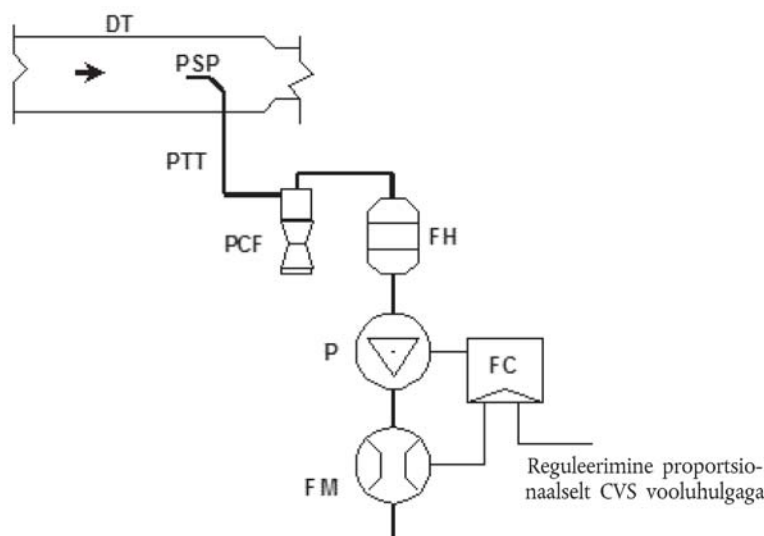 DT
PSP
PTT
PCF
FH
P
FC
FM
Reguleerimine proportsio-
naalselt CVS vooluhulgaga